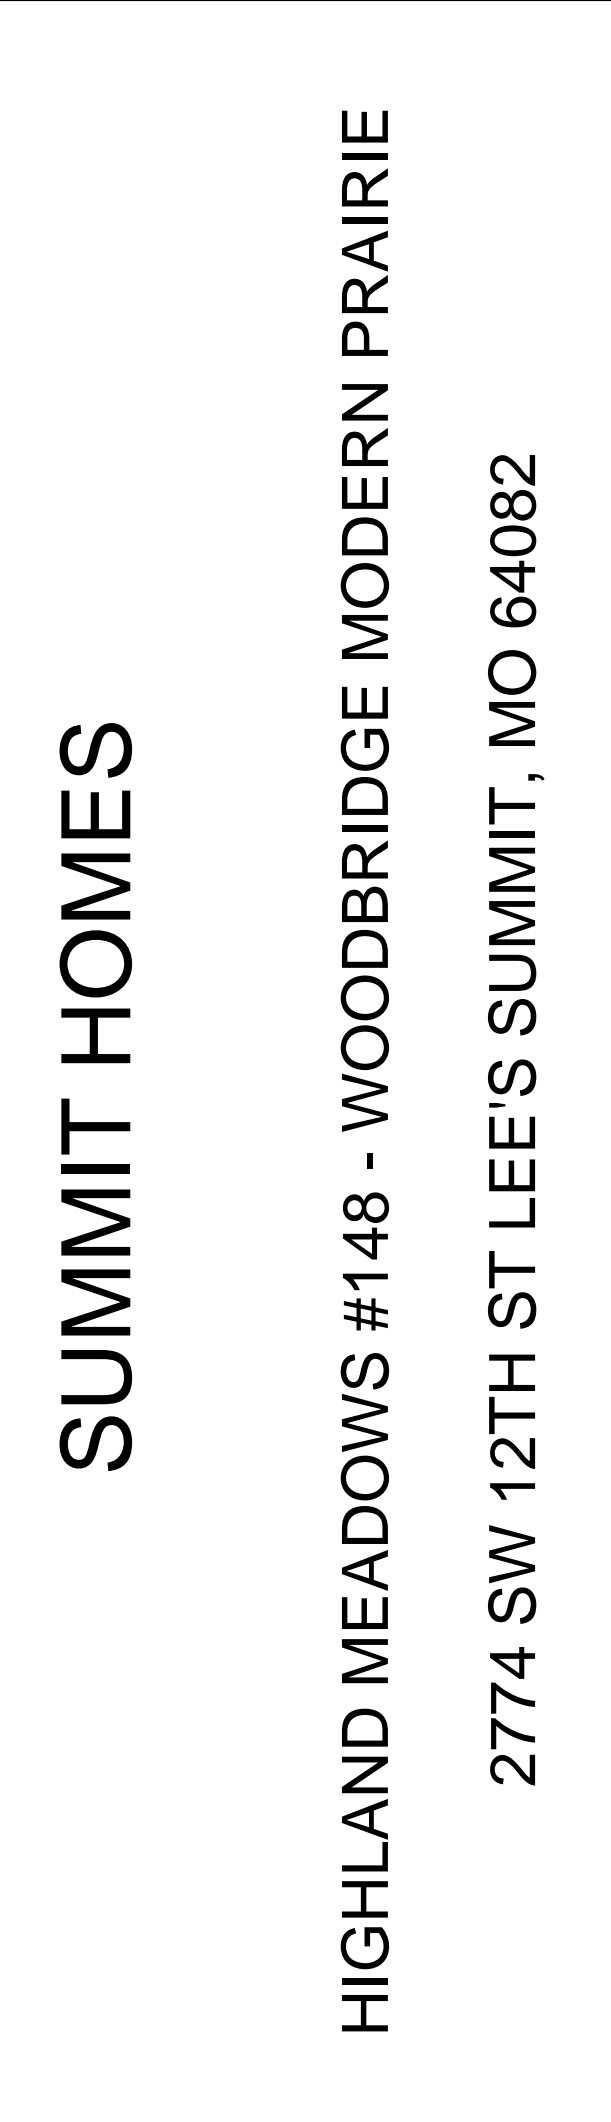 SUMMIT HOMES
HIGHLAND MEADOWS #148 - WOODBRIDGE MODERN PRAIRIE
2774 SW 12TH ST LEE'S SUMMIT, MO 64082